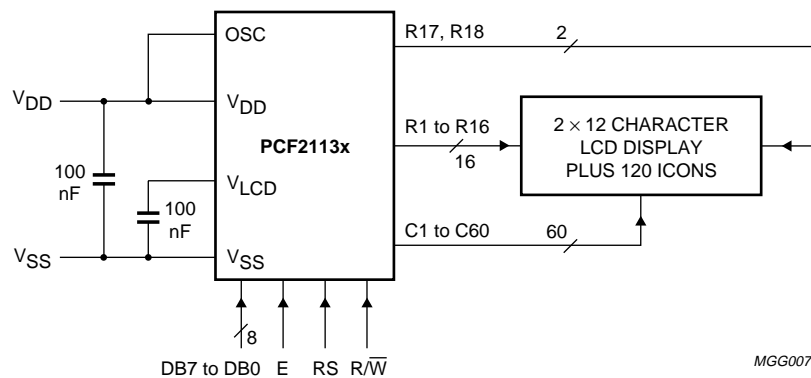 OSC
R17, R18
2
VDD
VDD
PCF2113x
R1 to R16
16
2 × 12 CHARACTER
LCD DISPLAY
PLUS 120 ICONS
100
nF
VLCD
100
nF
C1 to C60
60
VSS
VSS
8
DB7 to DB0
E
RS
R/W̅
MGG007